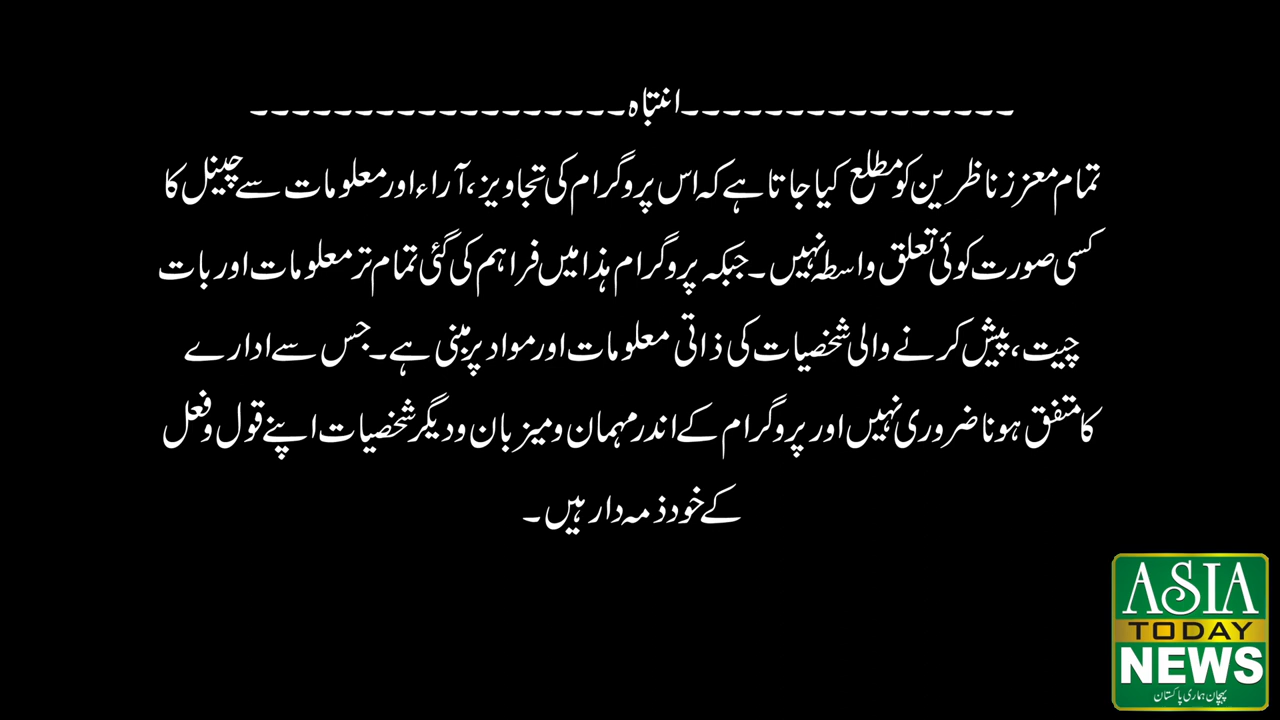 ۔۔۔۔۔۔۔۔۔۔۔۔۔۔۔۔انتباہ۔۔۔۔۔۔۔۔۔۔۔۔۔۔۔۔۔۔
تمام معزز ناظرین کو مطلع کیا جاتا ہے کہ اس پروگرام کی تجاویز، آراء اور معلومات سے چینل کا
کسی صورت کوئی تعلق واسطہ نہیں۔ جبکہ پروگرام ہذا میں فراہم کی گئی تمام تر معلومات اور بات
چیت، پیش کرنے والی شخصیات کی ذاتی معلومات اور مواد پر مبنی ہے۔ جس سے ادارے
کا متفق ہونا ضروری نہیں اور پروگرام کے اندر مہمان و میزبان و دیگر شخصیات اپنے قول و فعل
کے خود ذمہ دار ہیں۔
ASIA
TODAY
NEWS
پہچان ہماری پاکستان